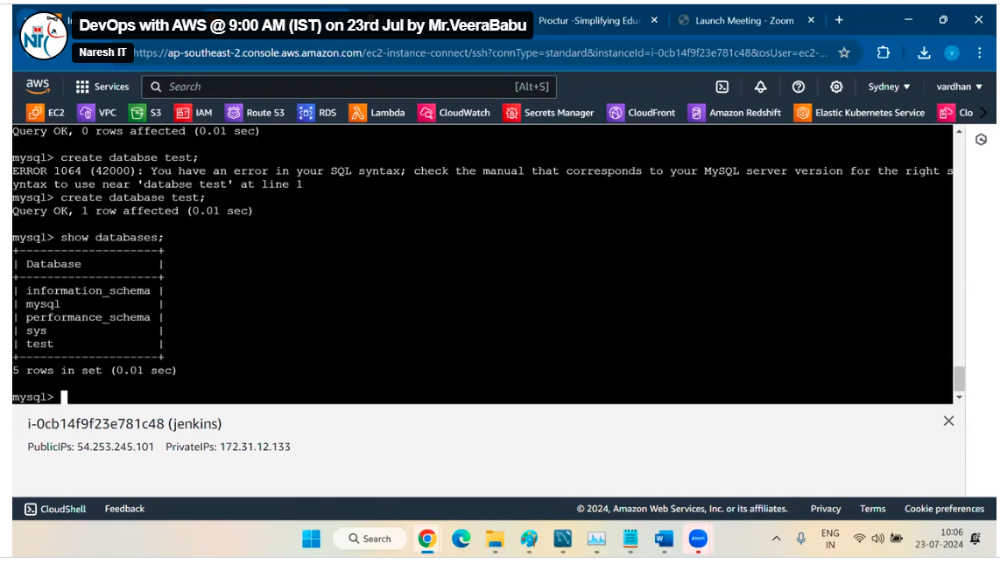 DevOps with AWS @ 9:00 AM (IST) on 23rd Jul by Mr.VeeraBabu
Proctur -Simplifying Edu
Launch Meeting - Zoom
Naresh IT
https://ap-southeast-2.console.aws.amazon.com/ec2-instance-connect/ssh?connType=standard&instanceId=i-0cb14f9f23e781c48&osUser=ec2-...
aws
Services
Search
[Alt+S]
Sydney
vardhan
EC2
VPC
S3
IAM
Route 53
RDS
Lambda
CloudWatch
Secrets Manager
CloudFront
Amazon Redshift
Elastic Kubernetes Service
Clo
Query OK, 0 rows affected (0.01 sec)
mysql> create databse test;
ERROR 1064 (42000): You have an error in your SQL syntax; check the manual that corresponds to your MySQL server version for the right s
yntax to use near 'databse test' at line 1
mysql> create database test;
Query OK, 1 row affected (0.01 sec)
mysql> show databases;
+--------------------+
| Database           |
+--------------------+
| information_schema |
| mysql              |
| performance_schema |
| sys                |
| test               |
+--------------------+
5 rows in set (0.01 sec)
mysql>
i-0cb14f9f23e781c48 (jenkins)
PublicIPs: 54.253.245.101 PrivateIPs: 172.31.12.133
CloudShell
Feedback
© 2024, Amazon Web Services, Inc. or its affiliates.
Privacy
Terms
Cookie preferences
Search
zoom
ENG
IN
10:06
23-07-2024